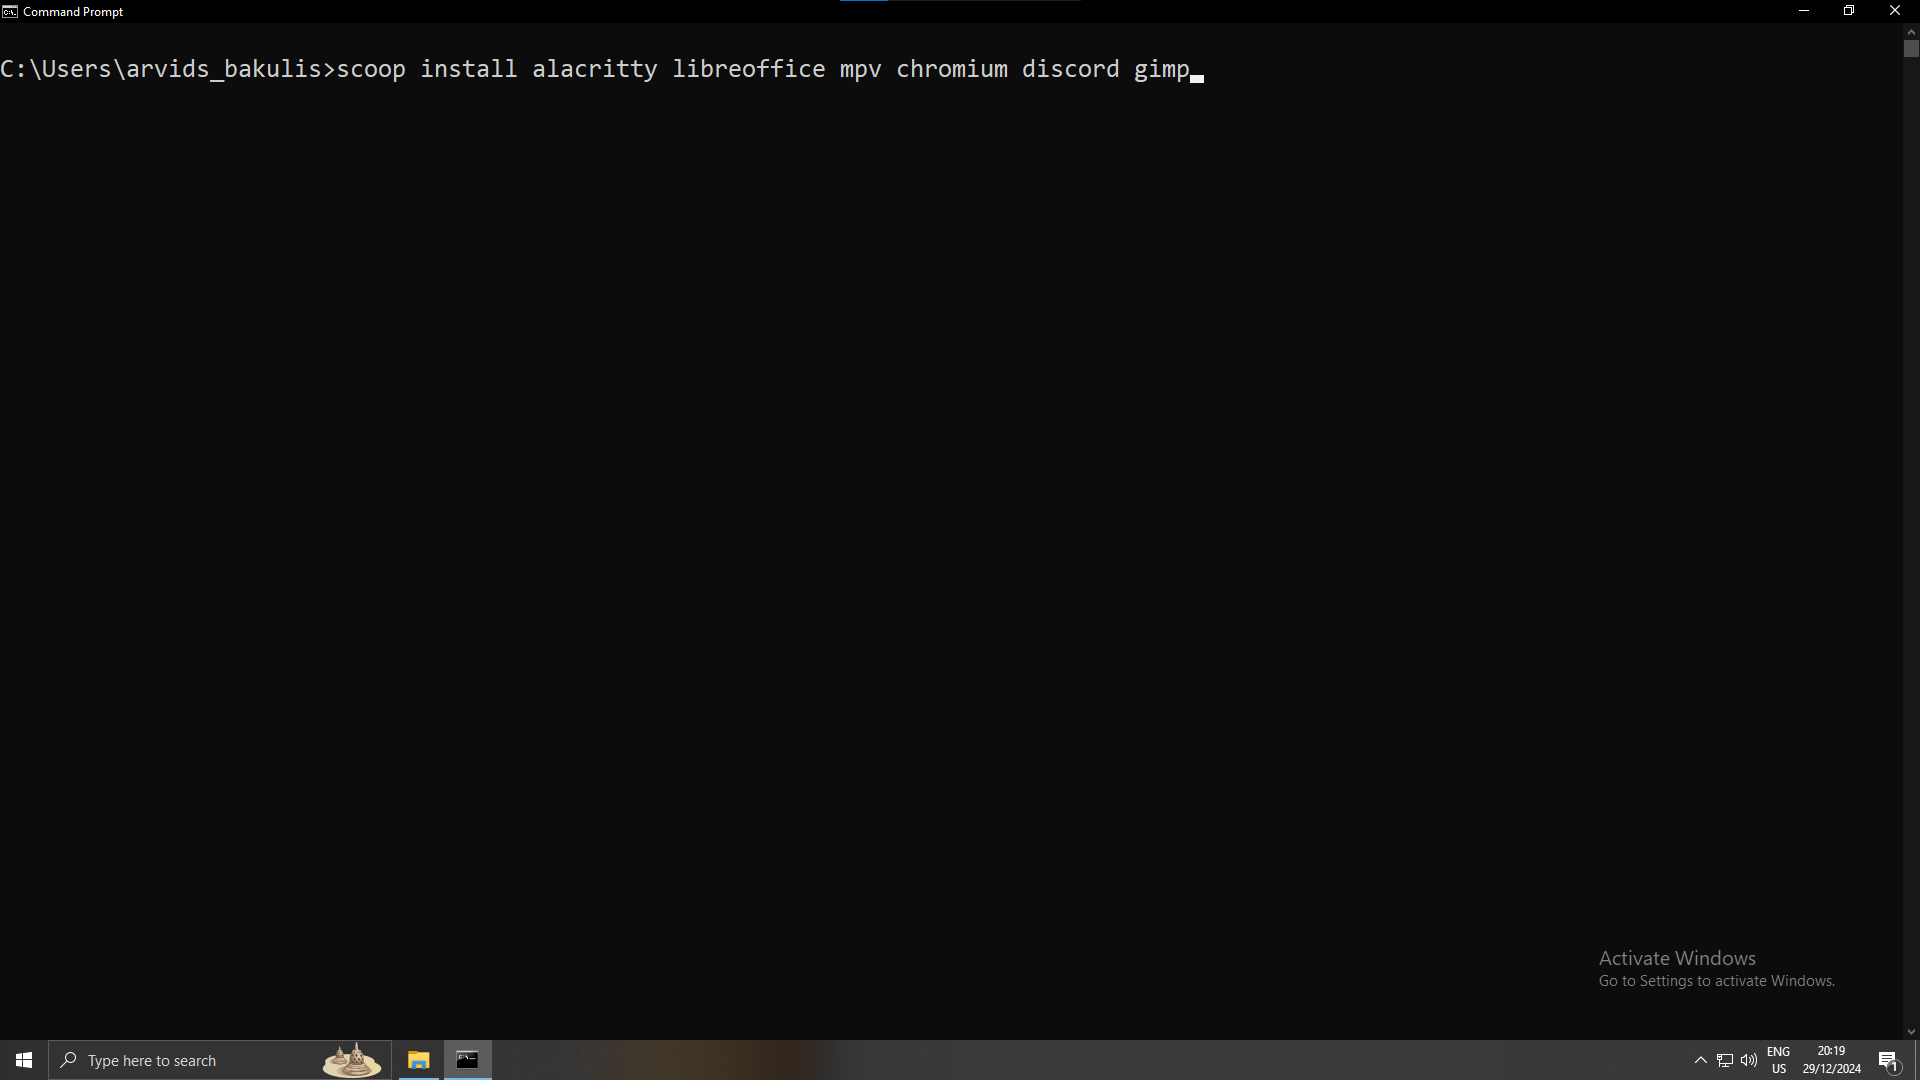 Command Prompt
C:\Users\arvids_bakulis>scoop install alacritty libreoffice mpv chromium discord gimp
Activate Windows
Go to Settings to activate Windows.
Type here to search
ENG
US
20:19
29/12/2024
1